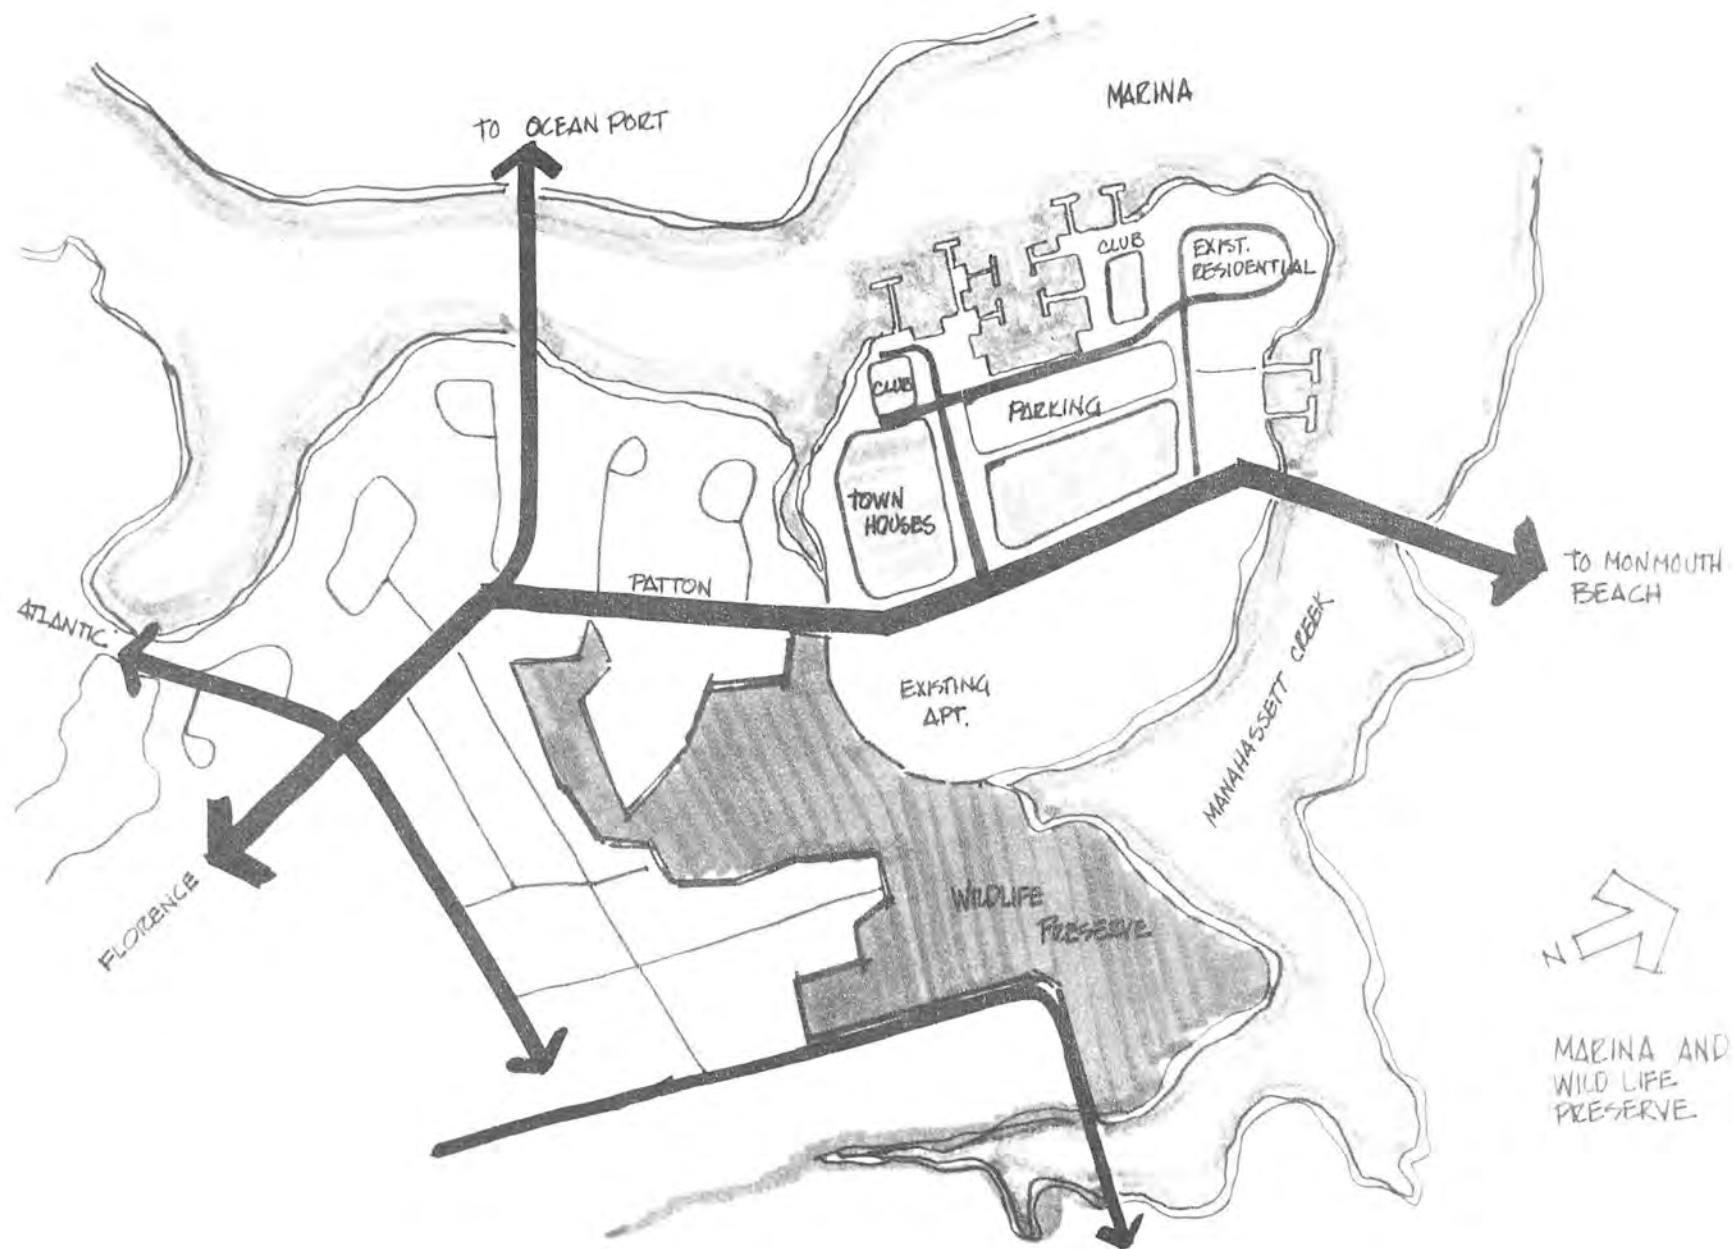 MARINA
TO OCEAN PORT
CLUB
EXIST.
RESIDENTIAL
CLUB
PARKING
TOWN
HOUSES
TO MONMOUTH
BEACH
PATTON
ATLANTIC
EXISTING
APT.
MANAHASSETT CREEK
FLORENCE
WILDLIFE
PRESERVE
N
MARINA AND
WILD LIFE
PRESERVE